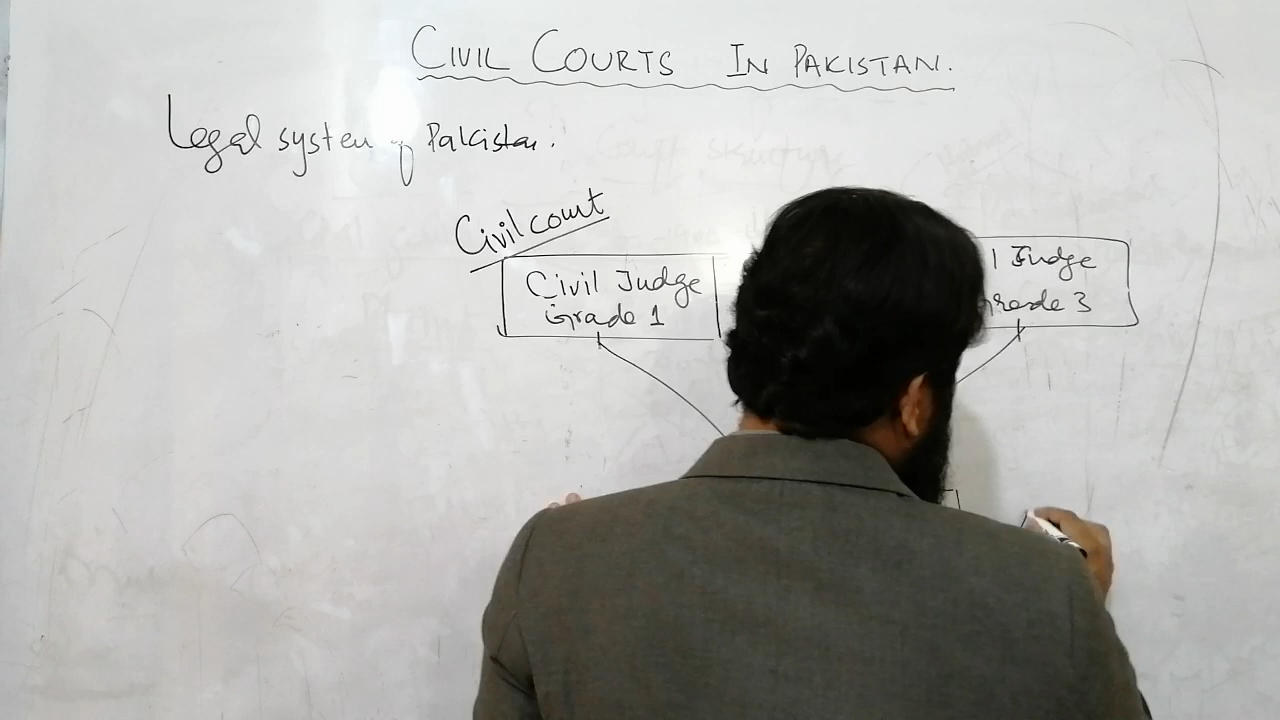 CIVIL COURTS IN PAKISTAN.
Legal system of Pakistan.
Civil court
Civil Judge
Grade 1
l Judge
Grade 3